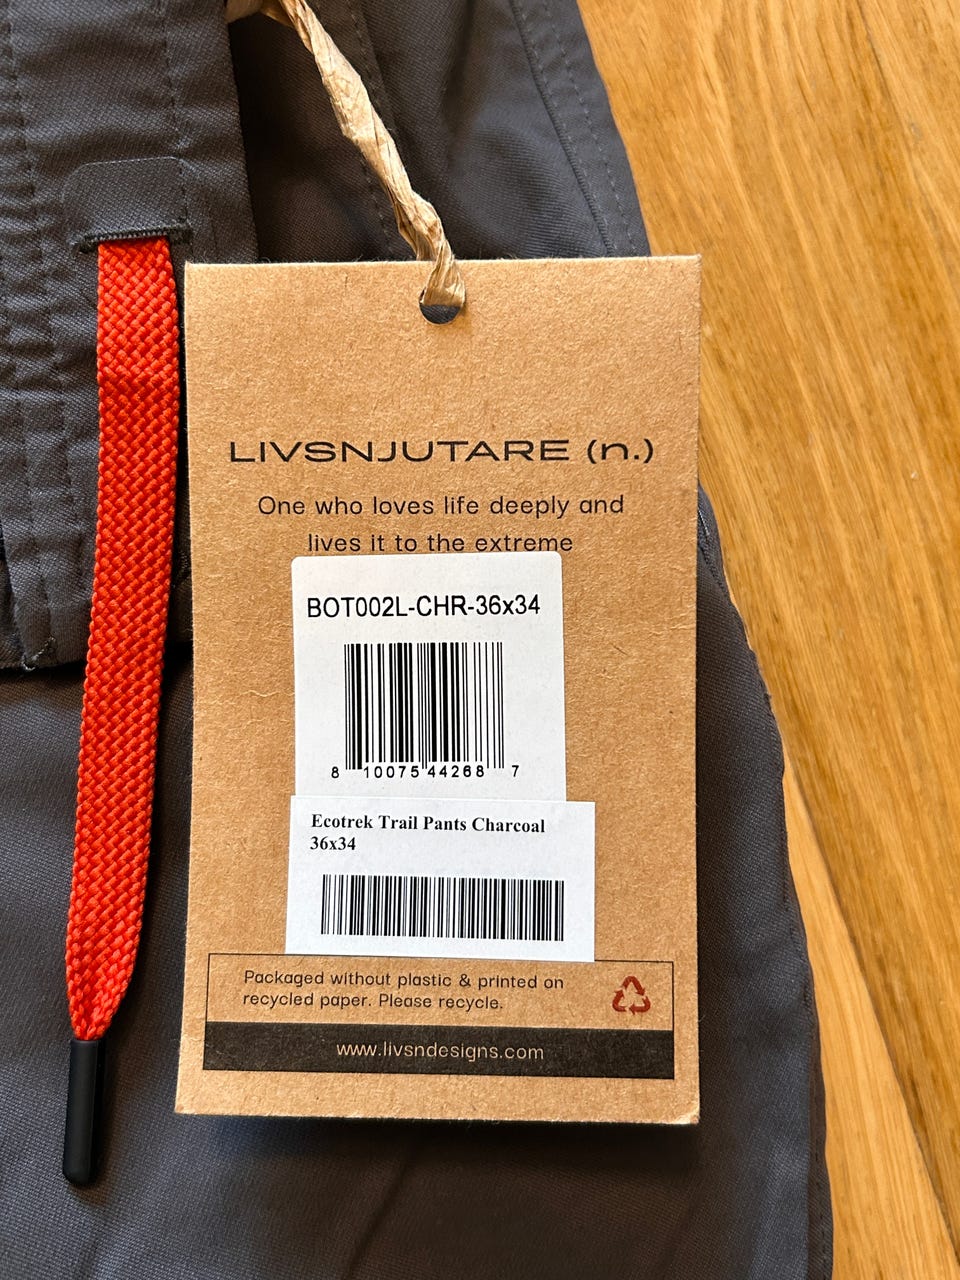 LIVSNJUTARE (n.)
One who loves life deeply and
lives it to the extreme
BOT002L-CHR-36x34
8 10075 44268 7
Ecotrek Trail Pants Charcoal
36x34
Packaged without plastic & printed on
recycled paper. Please recycle.
www.livsndesigns.com